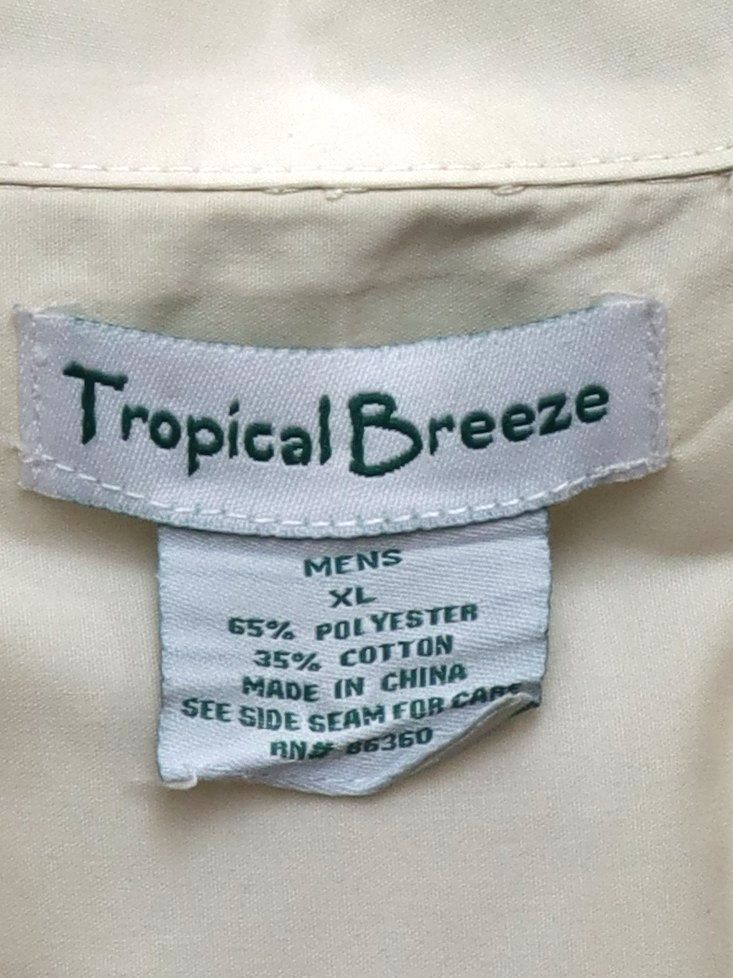 Tropical Breeze
MENS
XL
65% POLYESTER
35% COTTON
MADE IN CHINA
SEE SIDE SEAM FOR CARE
RN# 86360